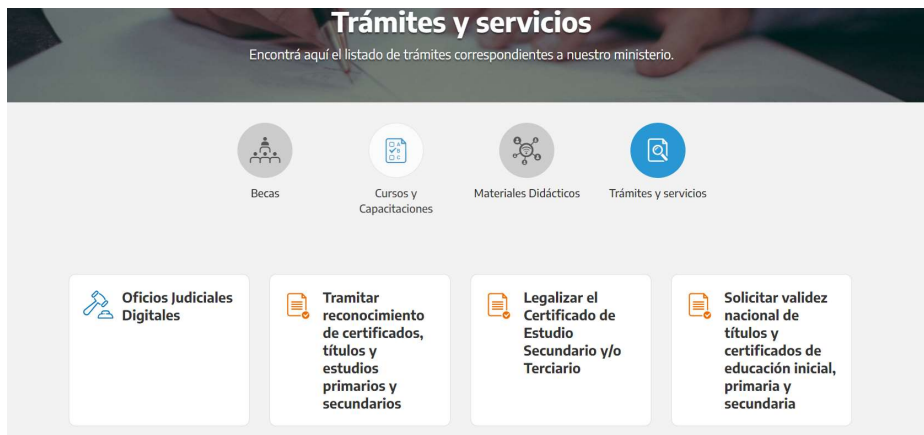 Trámites y servicios
Encontrá aquí el listado de trámites correspondientes a nuestro ministerio.
A
B
C
Becas
Cursos y
Capacitaciones
Materiales Didácticos
Trámites y servicios
Oficios Judiciales
Digitales
Tramitar
reconocimiento
de certificados,
títulos y
estudios
primarios y
secundarios
Legalizar el
Certificado de
Estudio
Secundario y/o
Terciario
Solicitar validez
nacional de
títulos y
certificados de
educación inicial,
primaria y
secundaria